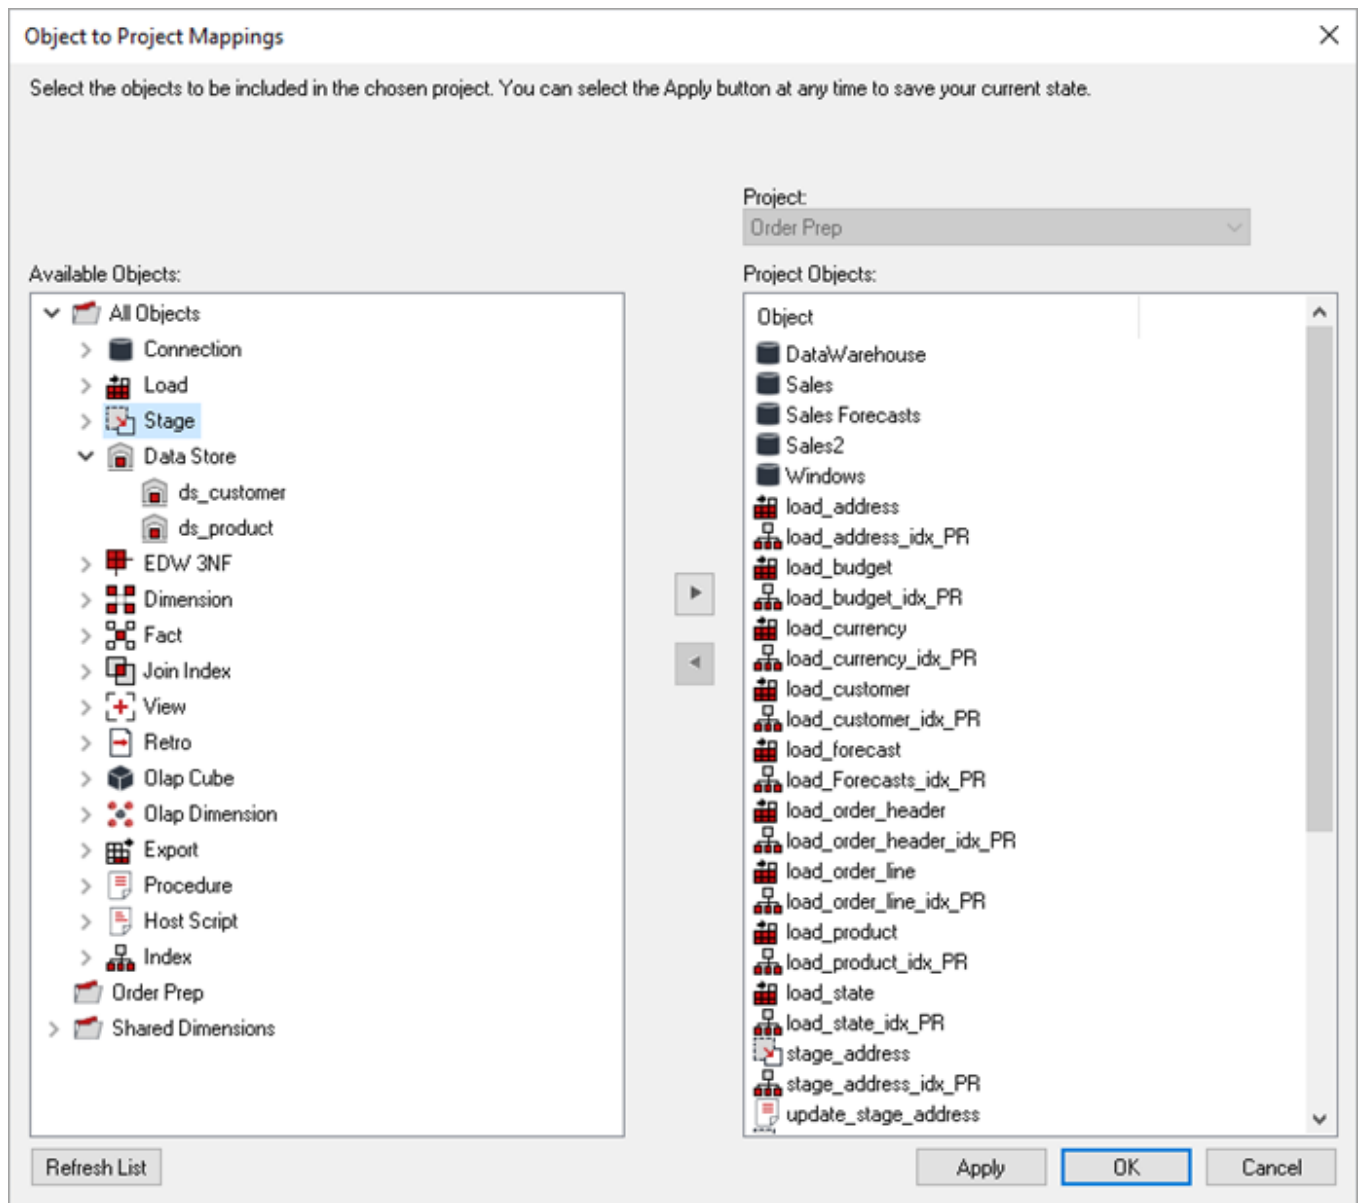 Object to Project Mappings
Select the objects to be included in the chosen project. You can select the Apply button at any time to save your current state.
Project:
Order Prep
Available Objects:
All Objects
Connection
Load
Stage
Data Store
ds_customer
ds_product
EDW 3NF
Dimension
Fact
Join Index
View
Retro
Olap Cube
Olap Dimension
Export
Procedure
Host Script
Index
Order Prep
Shared Dimensions
Project Objects:
Object
DataWarehouse
Sales
Sales Forecasts
Sales2
Windows
load_address
load_address_idx_PR
load_budget
load_budget_idx_PR
load_currency
load_currency_idx_PR
load_customer
load_customer_idx_PR
load_forecast
load_Forecasts_idx_PR
load_order_header
load_order_header_idx_PR
load_order_line
load_order_line_idx_PR
load_product
load_product_idx_PR
load_state
load_state_idx_PR
stage_address
stage_address_idx_PR
update_stage_address
Refresh List
Apply
OK
Cancel